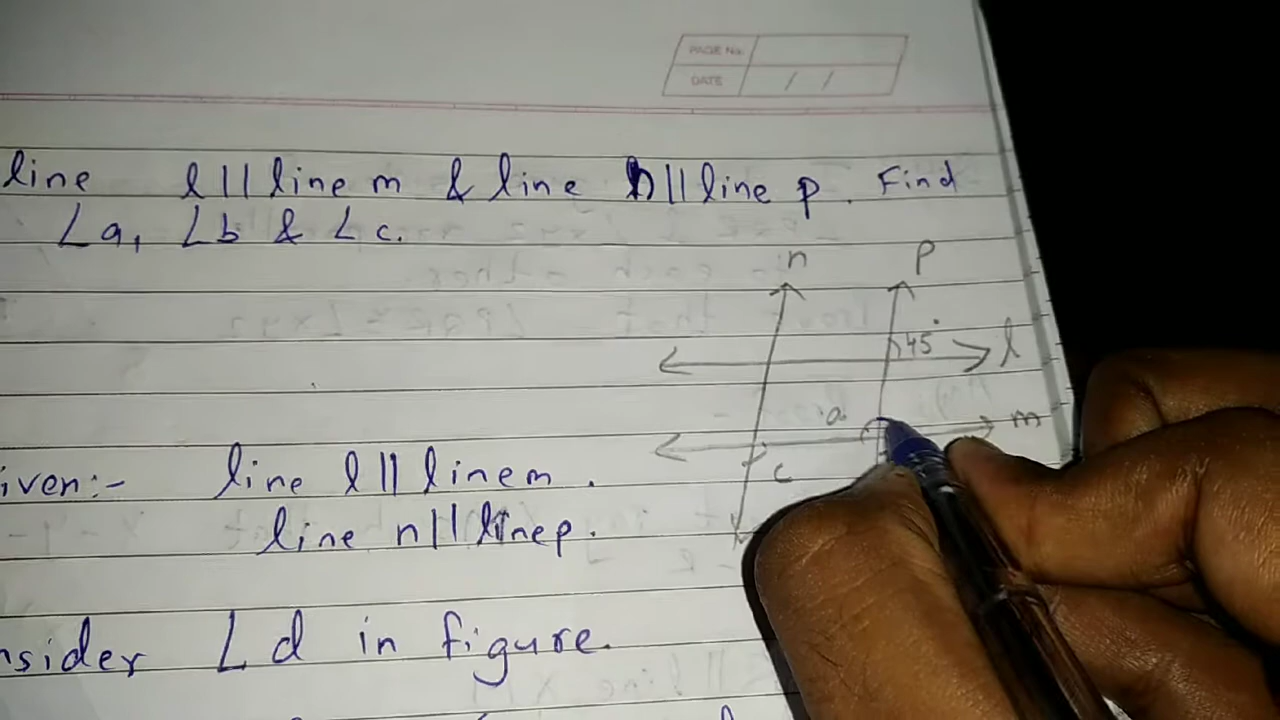 PAGE No.
DATE / /
line l || line m & line n || line p. Find
∠a, ∠b & ∠c.
n p
45° l
a m
c
iven:- line l || line m.
line n || line p.
nsider ∠d in figure.